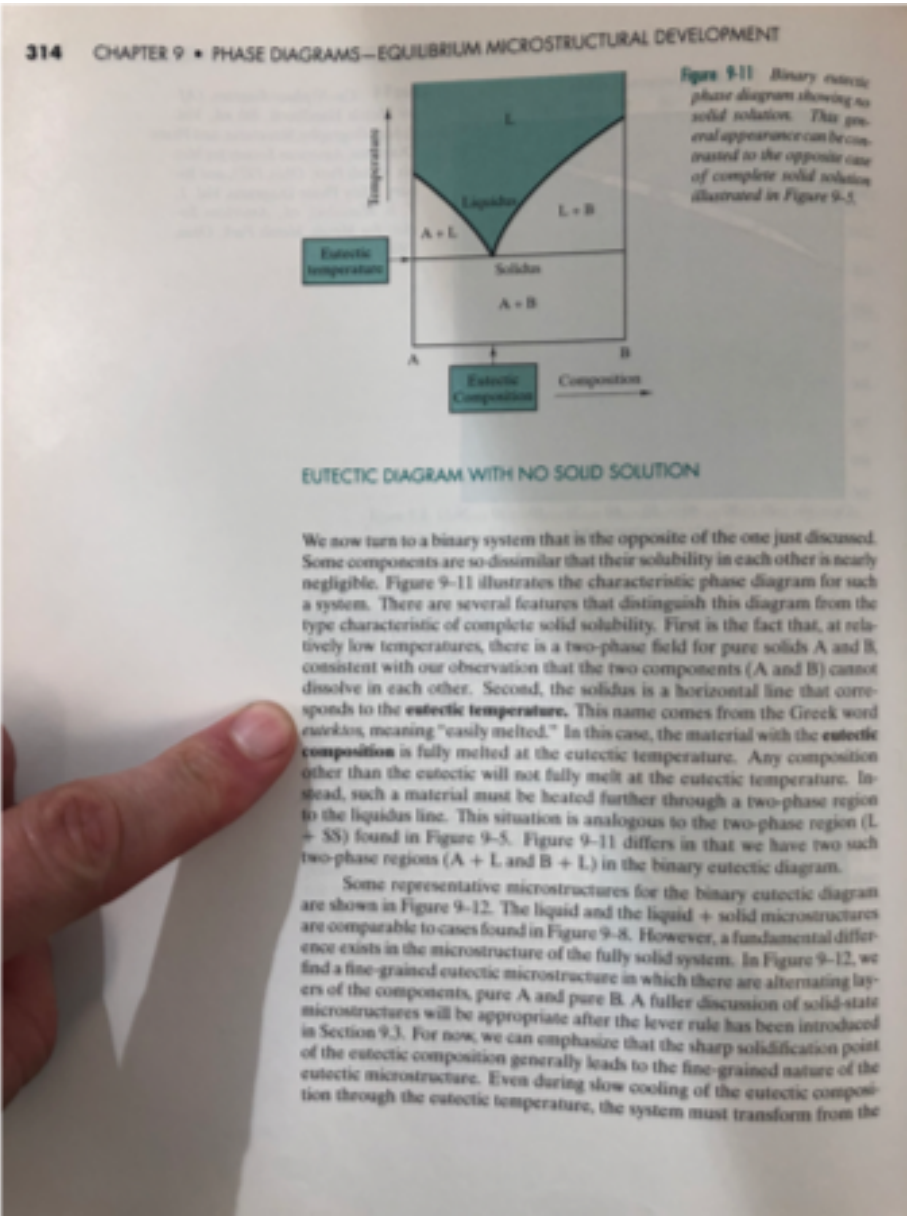 314 CHAPTER 9 • PHASE DIAGRAMS—EQUILIBRIUM MICROSTRUCTURAL DEVELOPMENT
Figure 9-11 Binary eutectic
phase diagram showing no
solid solution. This gen-
eral appearance can be con-
trasted to the opposite case
of complete solid solution
illustrated in Figure 9-5.
Temperature
L
Liquidus
L + B
A + L
Eutectic
temperature
Solidus
A + B
A
B
Eutectic
Composition
Composition
EUTECTIC DIAGRAM WITH NO SOLID SOLUTION
We now turn to a binary system that is the opposite of the one just discussed.
Some components are so dissimilar that their solubility in each other is nearly
negligible. Figure 9-11 illustrates the characteristic phase diagram for such
a system. There are several features that distinguish this diagram from the
type characteristic of complete solid solubility. First is the fact that, at rela-
tively low temperatures, there is a two-phase field for pure solids A and B,
consistent with our observation that the two components (A and B) cannot
dissolve in each other. Second, the solidus is a horizontal line that corre-
sponds to the eutectic temperature. This name comes from the Greek word
eutektos, meaning "easily melted." In this case, the material with the eutectic
composition is fully melted at the eutectic temperature. Any composition
other than the eutectic will not fully melt at the eutectic temperature. In-
stead, such a material must be heated further through a two-phase region
to the liquidus line. This situation is analogous to the two-phase region (L
+ SS) found in Figure 9-5. Figure 9-11 differs in that we have two such
two-phase regions (A + L and B + L) in the binary eutectic diagram.
Some representative microstructures for the binary eutectic diagram
are shown in Figure 9-12. The liquid and the liquid + solid microstructures
are comparable to cases found in Figure 9-8. However, a fundamental differ-
ence exists in the microstructure of the fully solid system. In Figure 9-12, we
find a fine-grained eutectic microstructure in which there are alternating lay-
ers of the components, pure A and pure B. A fuller discussion of solid-state
microstructures will be appropriate after the lever rule has been introduced
in Section 9.3. For now, we can emphasize that the sharp solidification point
of the eutectic composition generally leads to the fine-grained nature of the
eutectic microstructure. Even during slow cooling of the eutectic composi-
tion through the eutectic temperature, the system must transform from the